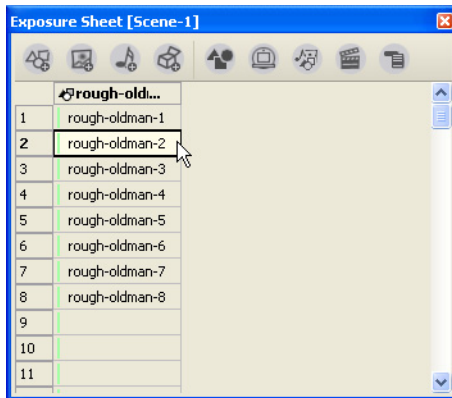 Exposure Sheet [Scene-1]
rough-old...
1 rough-oldman-1
2 rough-oldman-2
3 rough-oldman-3
4 rough-oldman-4
5 rough-oldman-5
6 rough-oldman-6
7 rough-oldman-7
8 rough-oldman-8
9
10
11